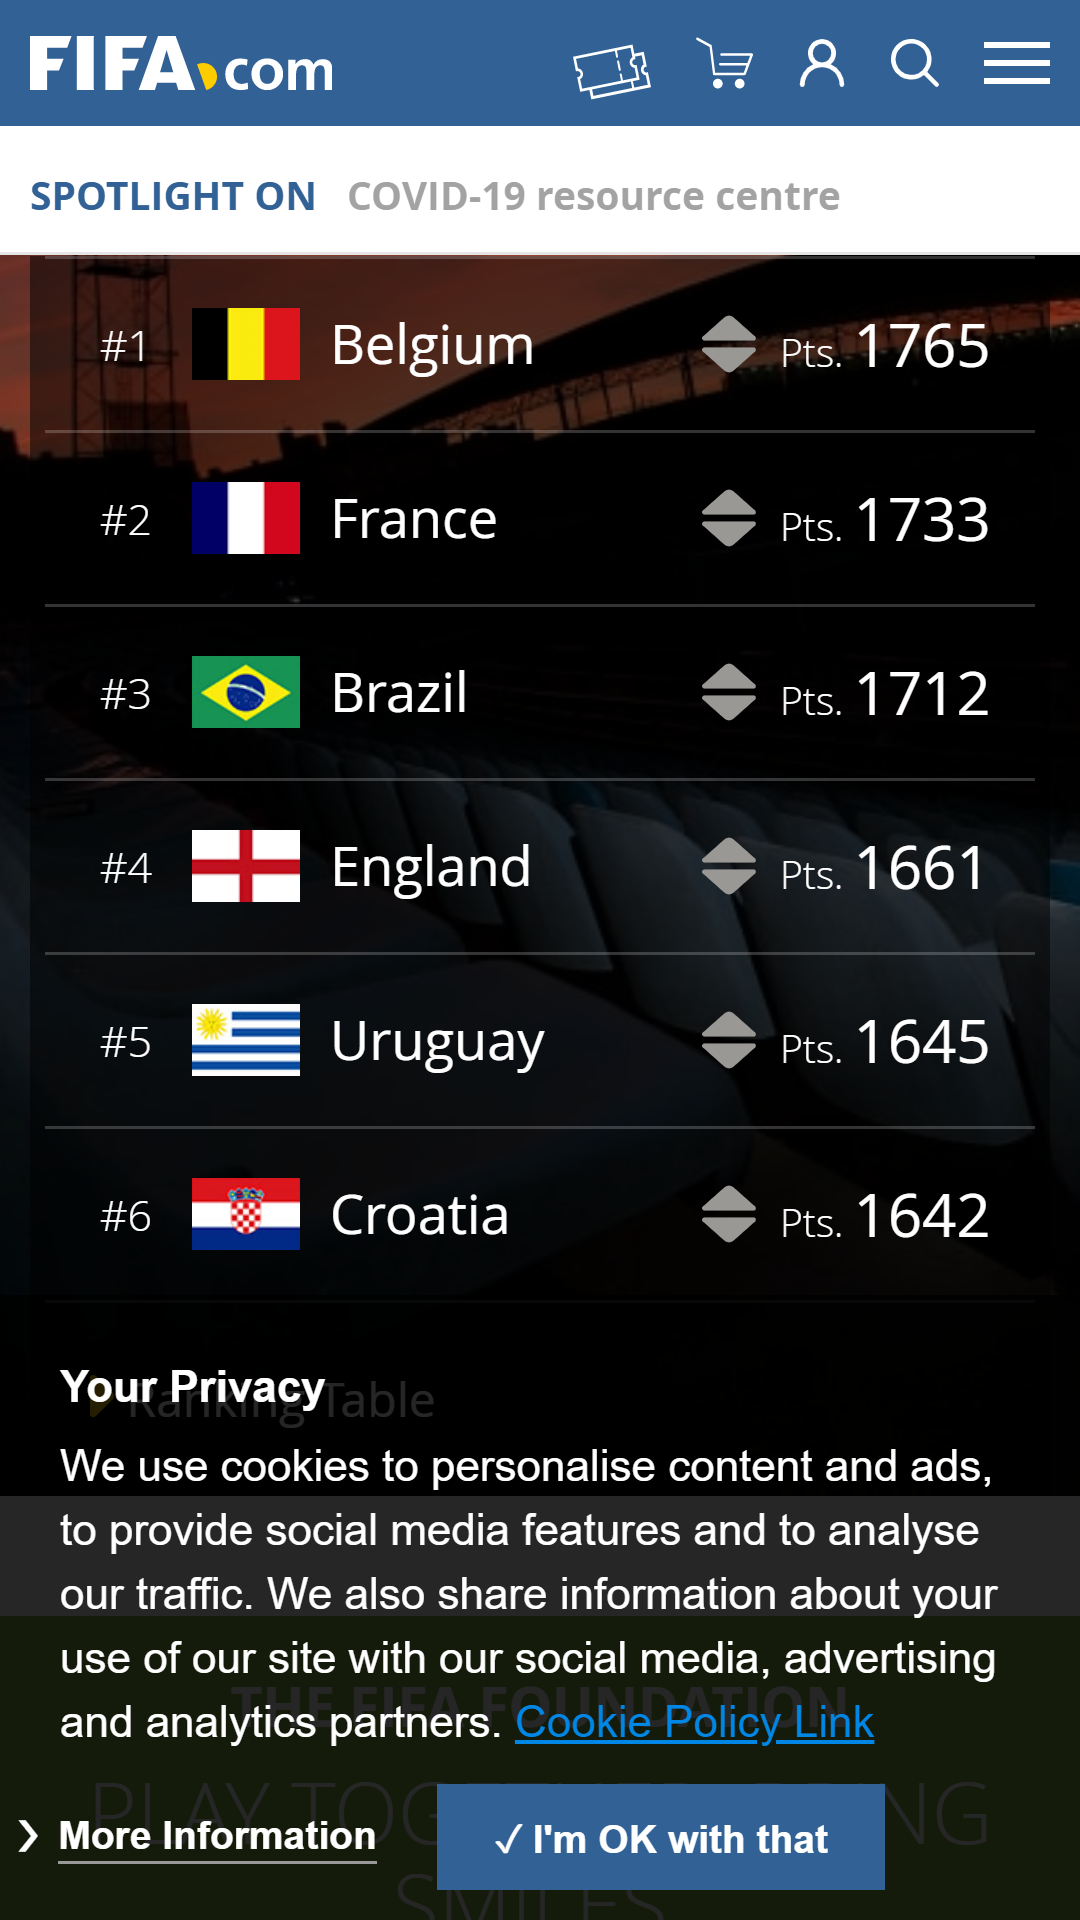 FIFA.com
SPOTLIGHT ON COVID-19 resource centre
#1 Belgium Pts. 1765
#2 France Pts. 1733
#3 Brazil Pts. 1712
#4 England Pts. 1661
#5 Uruguay Pts. 1645
#6 Croatia Pts. 1642
Your Privacy
Ranking Table
We use cookies to personalise content and ads,
to provide social media features and to analyse
our traffic. We also share information about your
use of our site with our social media, advertising
THE FIFA FOUNDATION
and analytics partners. Cookie Policy Link
PLAY TOG NG
More Information ✓ I'm OK with that
SMILES